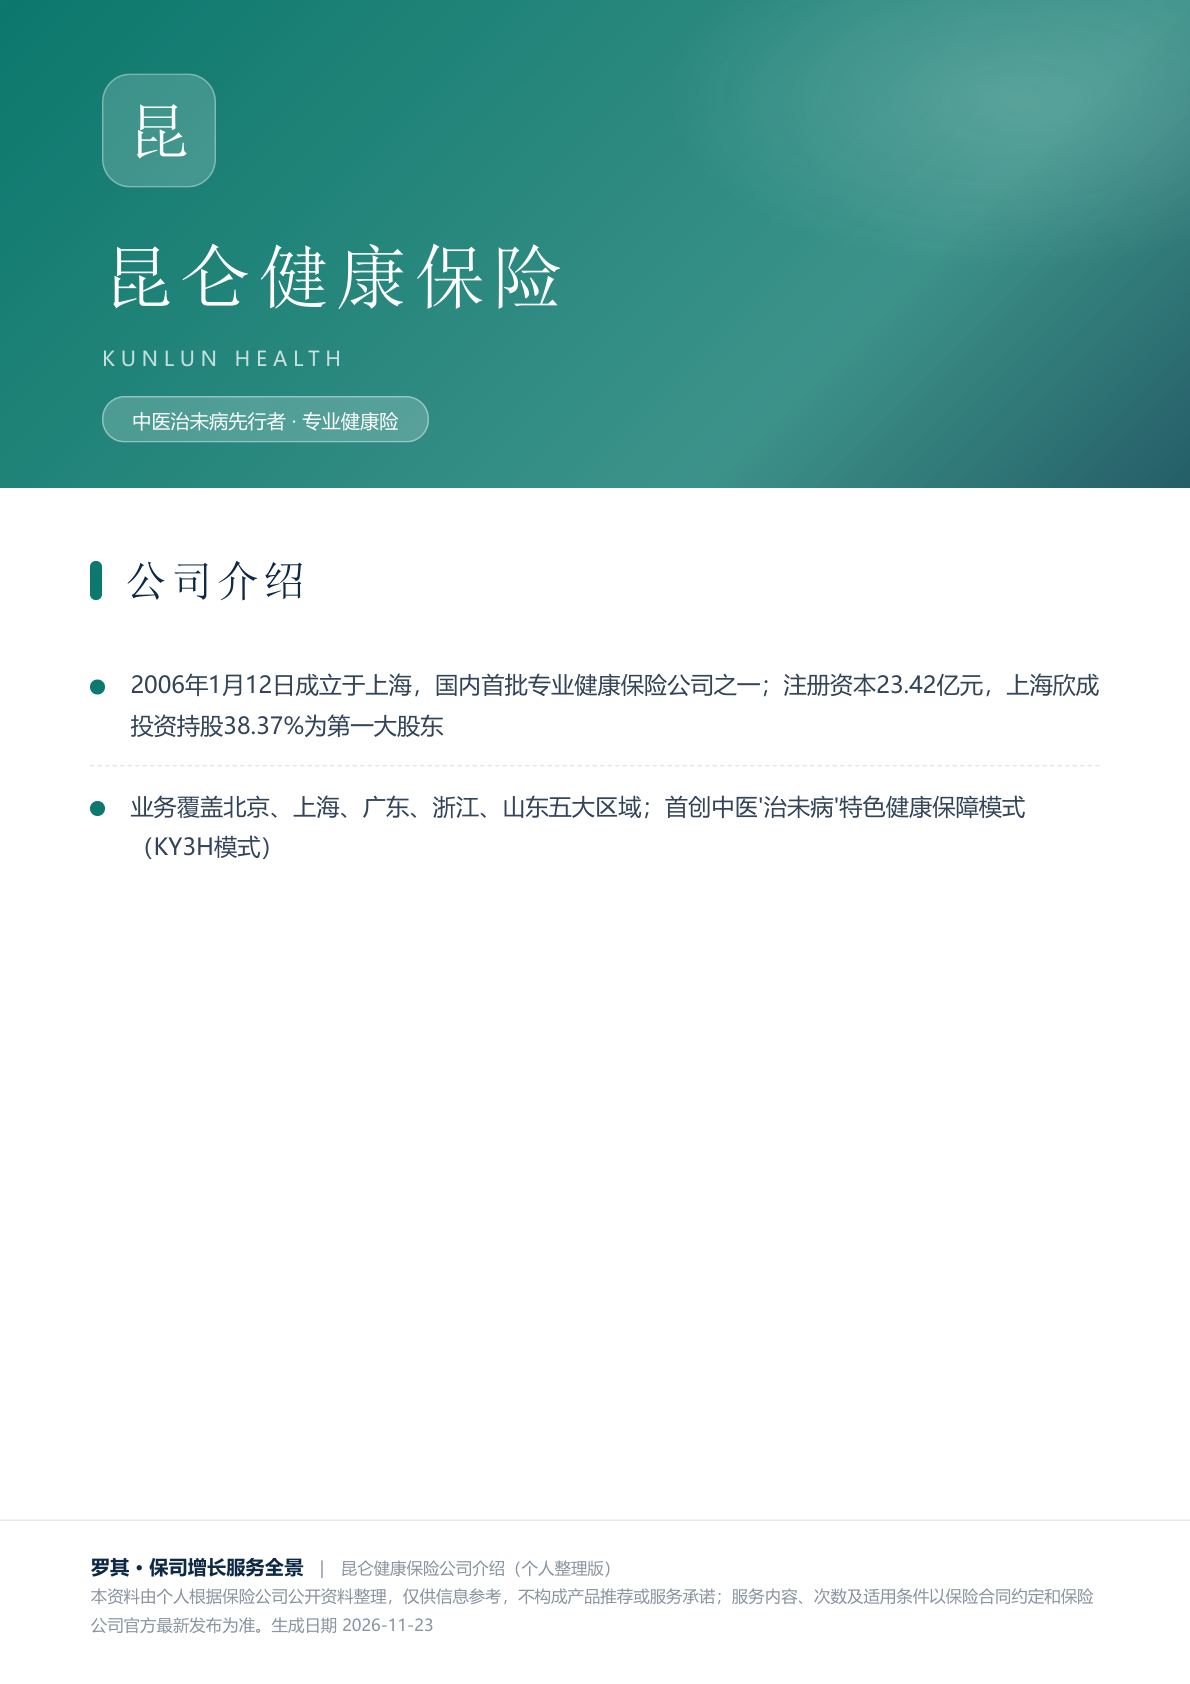 昆
昆仑健康保险
KUNLUN HEALTH
中医治未病先行者 · 专业健康险
公司介绍
2006年1月12日成立于上海，国内首批专业健康保险公司之一；注册资本23.42亿元，上海欣成
投资持股38.37%为第一大股东
业务覆盖北京、上海、广东、浙江、山东五大区域；首创中医'治未病'特色健康保障模式
（KY3H模式）
罗其 • 保司增长服务全景 | 昆仑健康保险公司介绍（个人整理版）
本资料由个人根据保险公司公开资料整理，仅供信息参考，不构成产品推荐或服务承诺；服务内容、次数及适用条件以保险合同约定和保险
公司官方最新发布为准。生成日期 2026-11-23